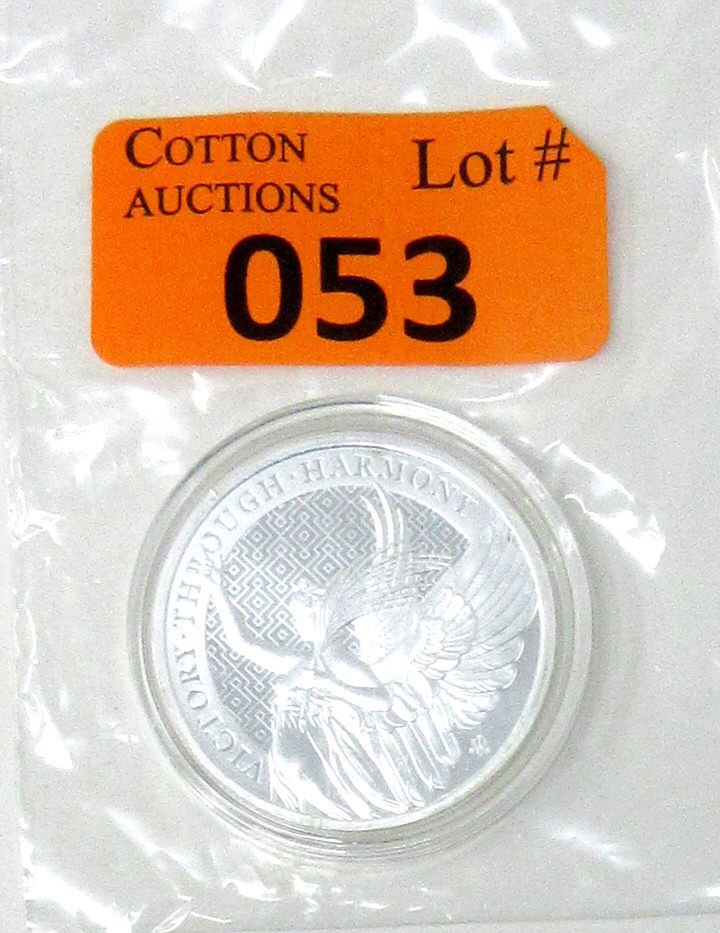 COTTON
AUCTIONS
Lot #
053
VICTORY · THROUGH · HARMONY